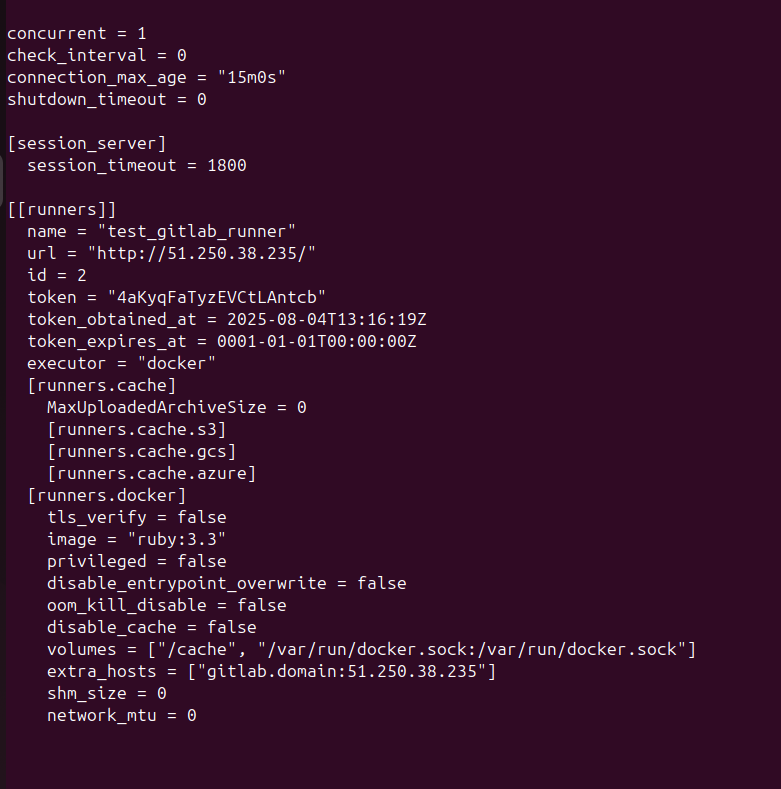 concurrent = 1
check_interval = 0
connection_max_age = "15m0s"
shutdown_timeout = 0

[session_server]
  session_timeout = 1800

[[runners]]
  name = "test_gitlab_runner"
  url = "http://51.250.38.235/"
  id = 2
  token = "4aKyqFaTyzEVCtLAntcb"
  token_obtained_at = 2025-08-04T13:16:19Z
  token_expires_at = 0001-01-01T00:00:00Z
  executor = "docker"
  [runners.cache]
    MaxUploadedArchiveSize = 0
    [runners.cache.s3]
    [runners.cache.gcs]
    [runners.cache.azure]
  [runners.docker]
    tls_verify = false
    image = "ruby:3.3"
    privileged = false
    disable_entrypoint_overwrite = false
    oom_kill_disable = false
    disable_cache = false
    volumes = ["/cache", "/var/run/docker.sock:/var/run/docker.sock"]
    extra_hosts = ["gitlab.domain:51.250.38.235"]
    shm_size = 0
    network_mtu = 0